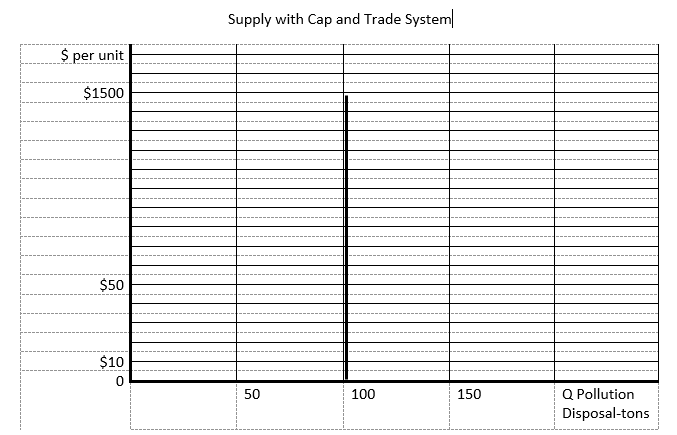 Supply with Cap and Trade System
$ per unit
$1500
$50
$10
0
50
100
150
Q Pollution
Disposal-tons